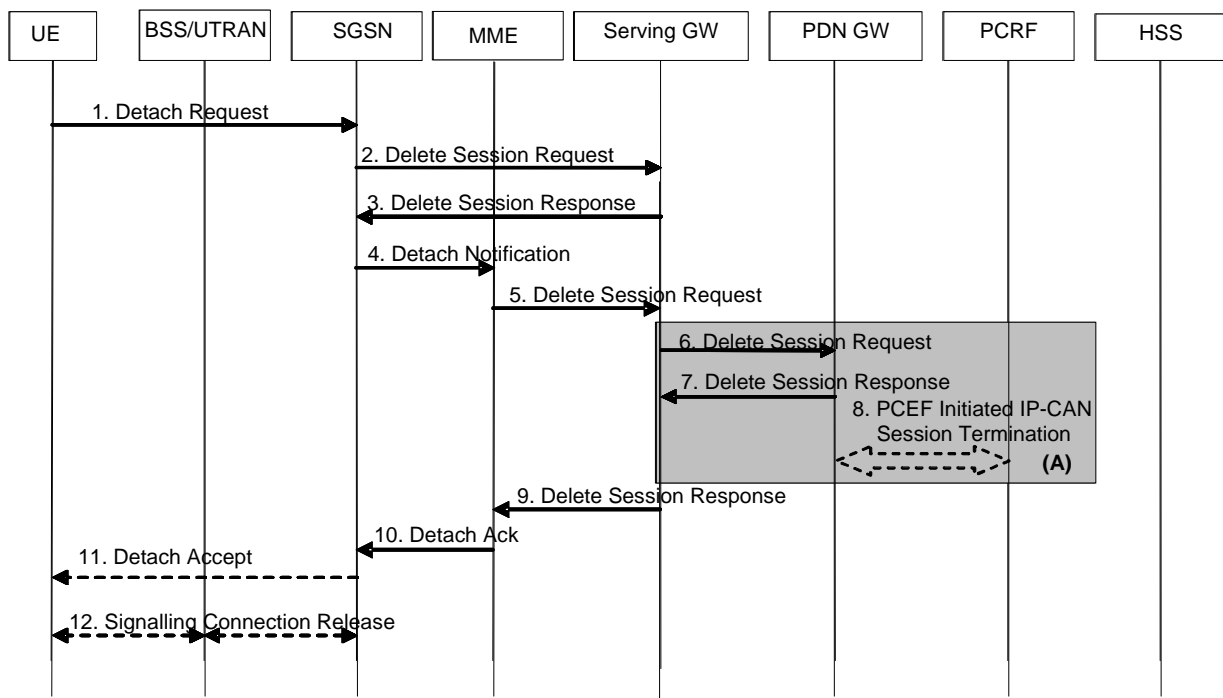 UE
BSS/UTRAN
SGSN
MME
Serving GW
PDN GW
PCRF
HSS
1. Detach Request
2. Delete Session Request
3. Delete Session Response
4. Detach Notification
5. Delete Session Request
6. Delete Session Request
7. Delete Session Response
8. PCEF Initiated IP-CAN
Session Termination
(A)
9. Delete Session Response
10. Detach Ack
11. Detach Accept
12. Signalling Connection Release